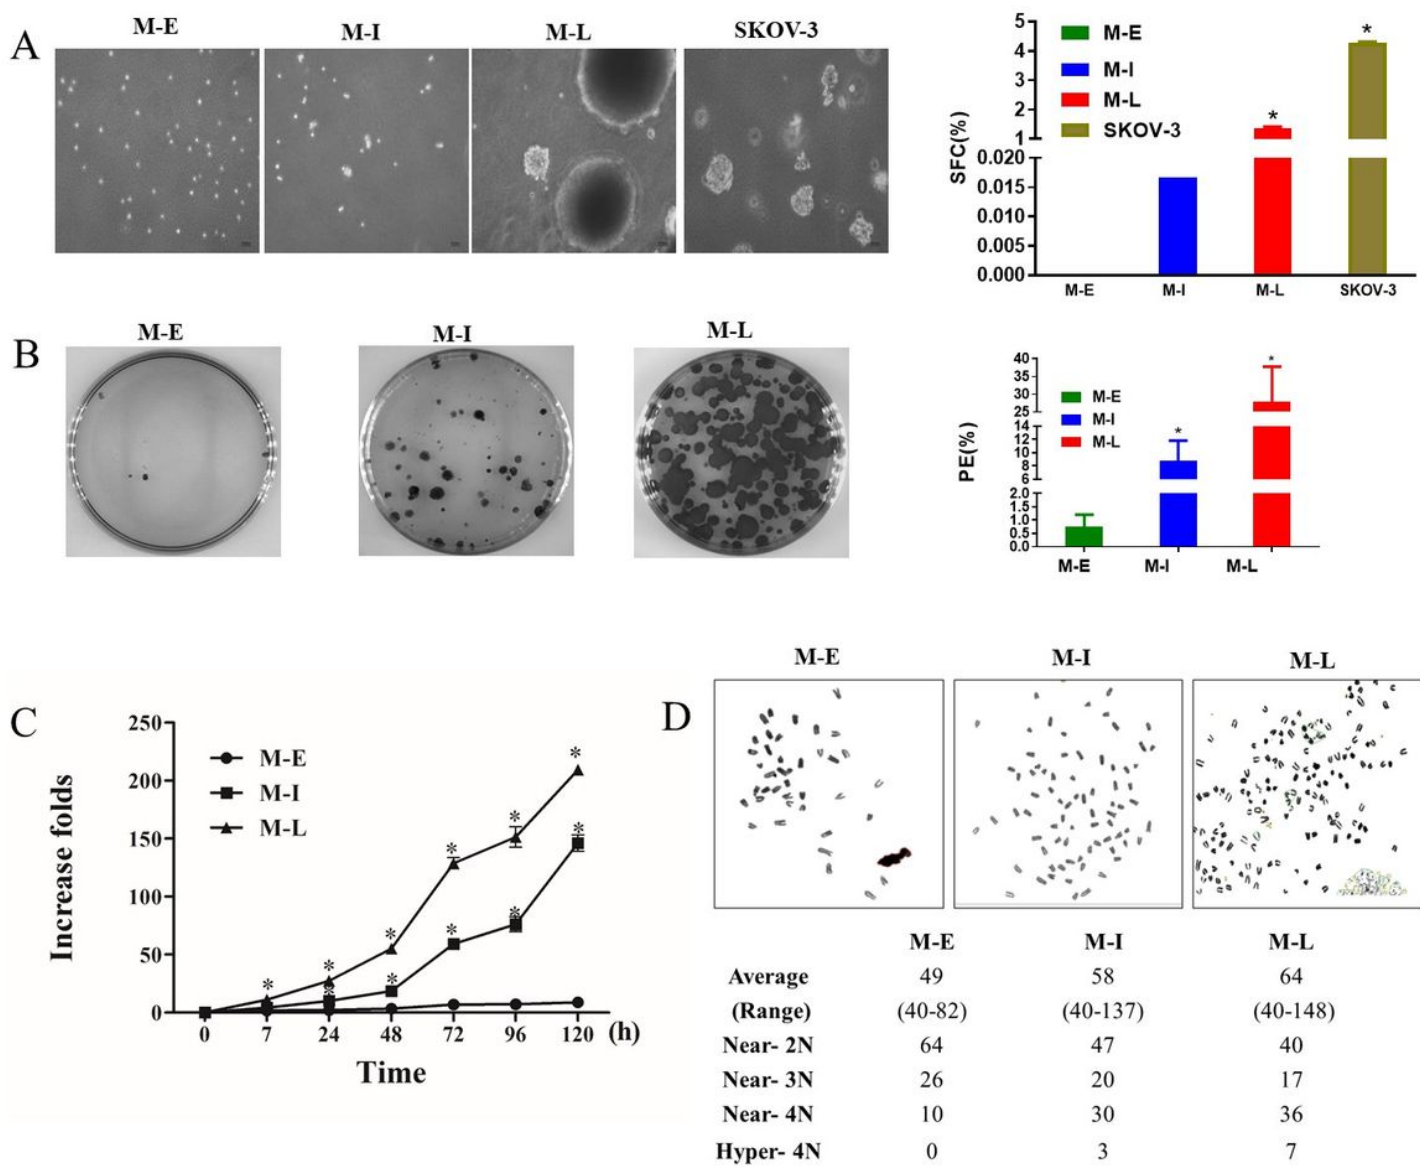 A
M-E M-I M-L SKOV-3
SFC(%)
5
4
3
2
1
0.020
0.015
0.010
0.005
0.000
M-E
M-I
M-L
SKOV-3
*
*
M-E M-I M-L SKOV-3
B
M-E M-I M-L
PE(%)
40
35
30
25
14
12
10
8
6
2.0
1.5
1.0
0.5
0.0
M-E
M-I
M-L
*
*
M-E M-I M-L
C
Increase folds
250
200
150
100
50
0
M-E
M-I
M-L
* * * * * *
* * * * *
0 7 24 48 72 96 120 (h)
Time
D
M-E M-I M-L
M-E M-I M-L
Average 49 58 64
(Range) (40-82) (40-137) (40-148)
Near- 2N 64 47 40
Near- 3N 26 20 17
Near- 4N 10 30 36
Hyper- 4N 0 3 7